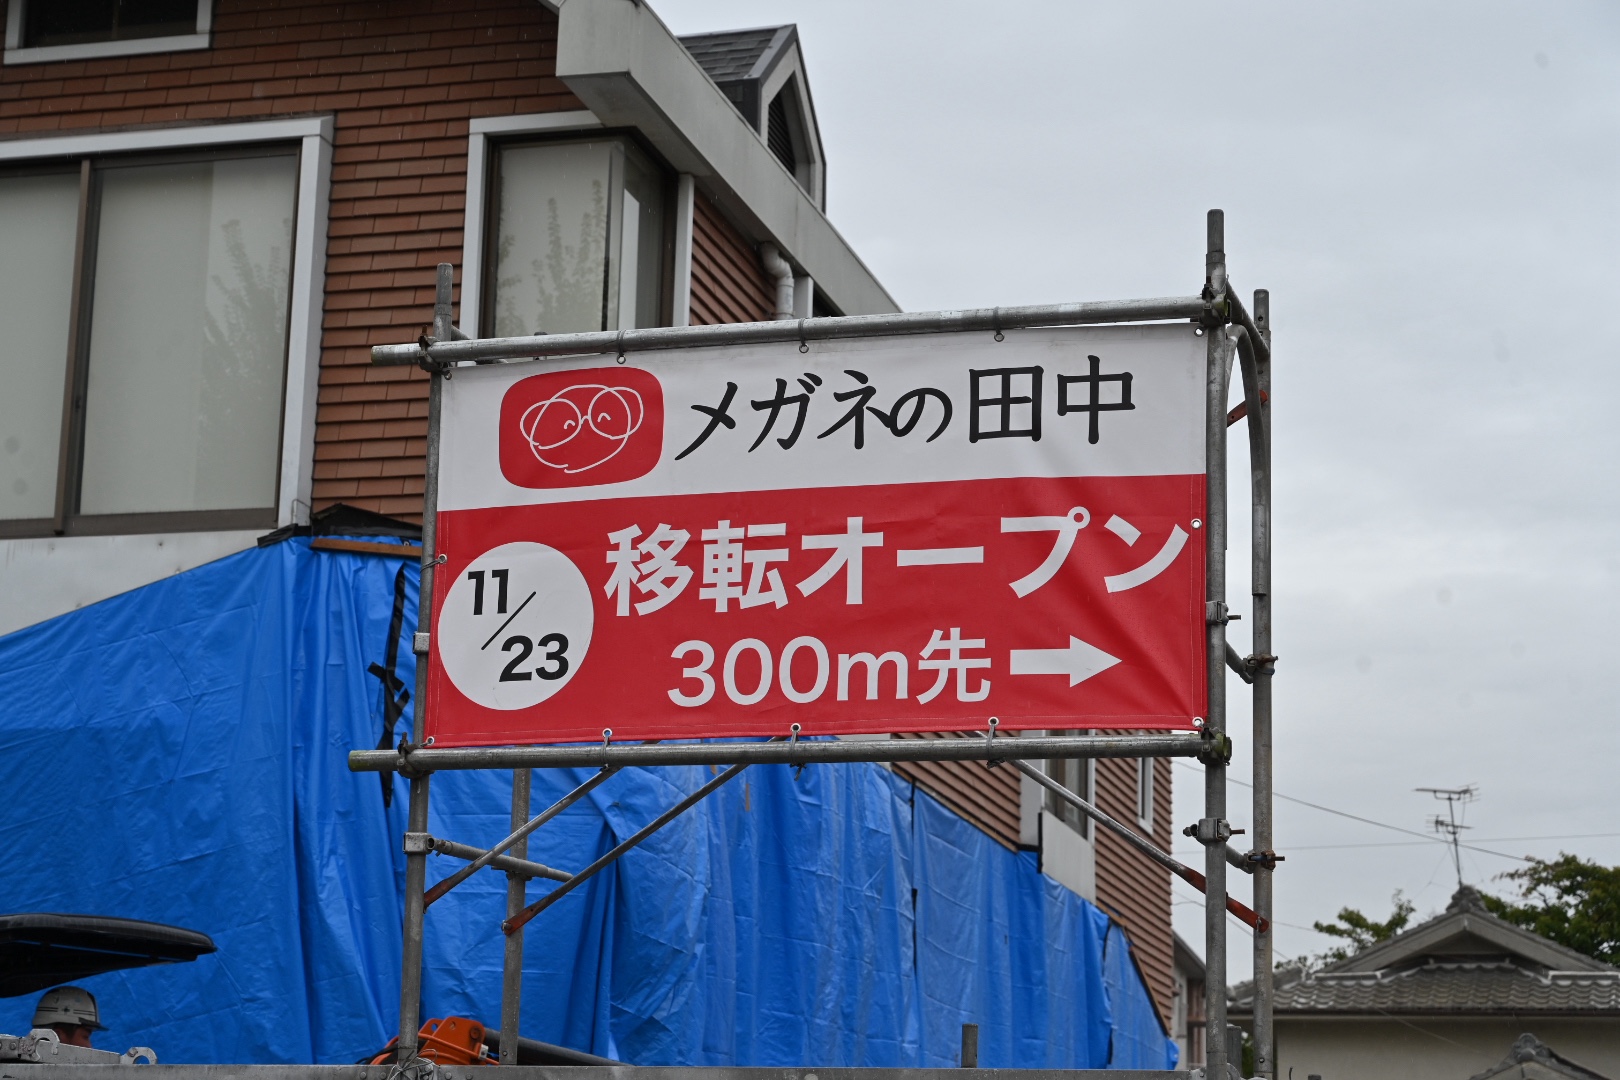 メガネの田中
11/23
移転オープン
300m先→